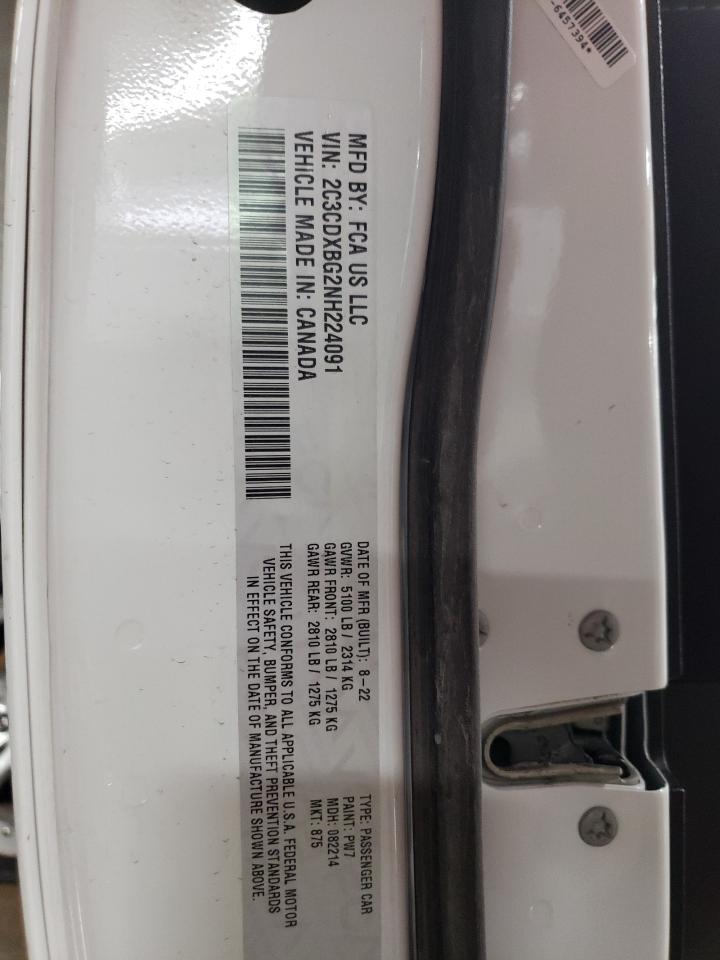 MFD BY: FCA US LLC
VIN: 2C3CDXBG2NH224091
VEHICLE MADE IN: CANADA
DATE OF MFR (BUILT): 8-22
GVWR: 5100 LB / 2314 KG
GAWR FRONT: 2810 LB / 1275 KG
GAWR REAR: 2810 LB / 1275 KG
TYPE: PASSENGER CAR
PAINT: PW7
MDH: 082214
MKT: 875
THIS VEHICLE CONFORMS TO ALL APPLICABLE U.S.A. FEDERAL MOTOR
VEHICLE SAFETY, BUMPER, AND THEFT PREVENTION STANDARDS
IN EFFECT ON THE DATE OF MANUFACTURE SHOWN ABOVE.
-6457394*